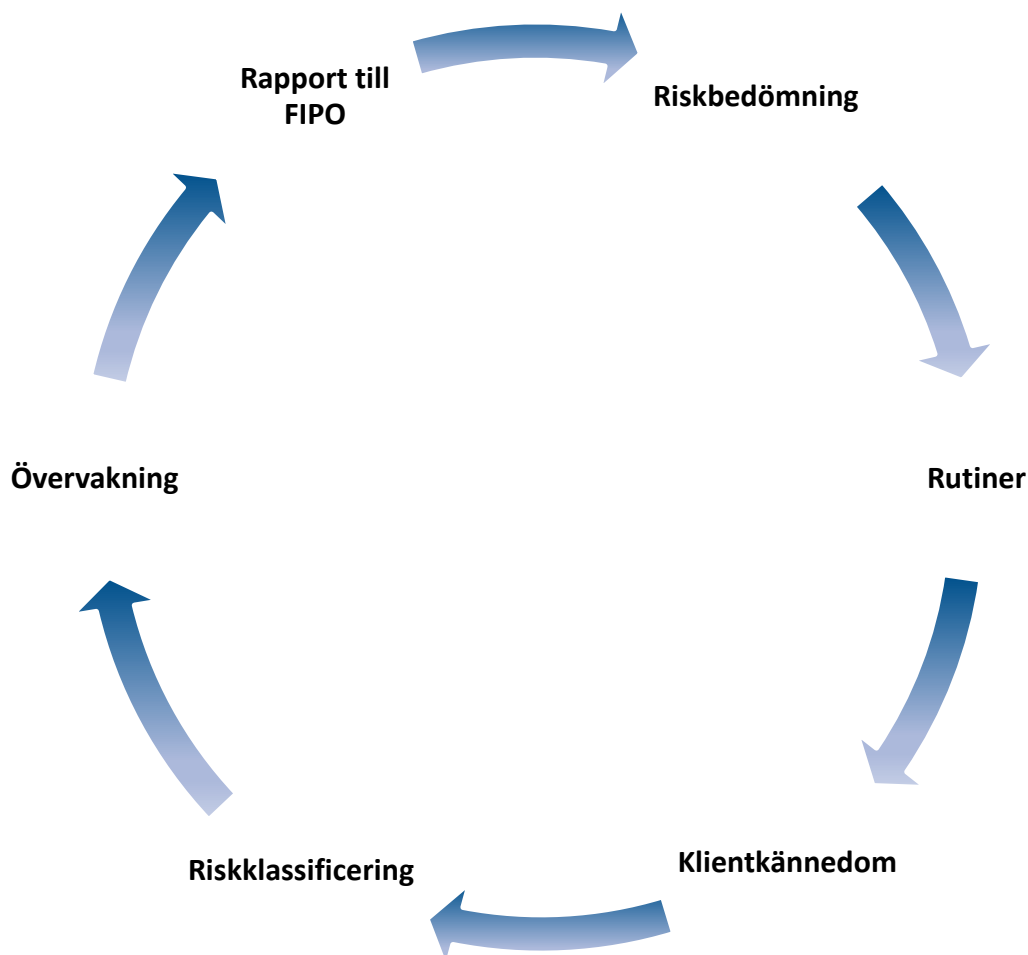 Rapport till
FIPO
Riskbedömning
Övervakning
Rutiner
Klientkännedom
Riskklassificering